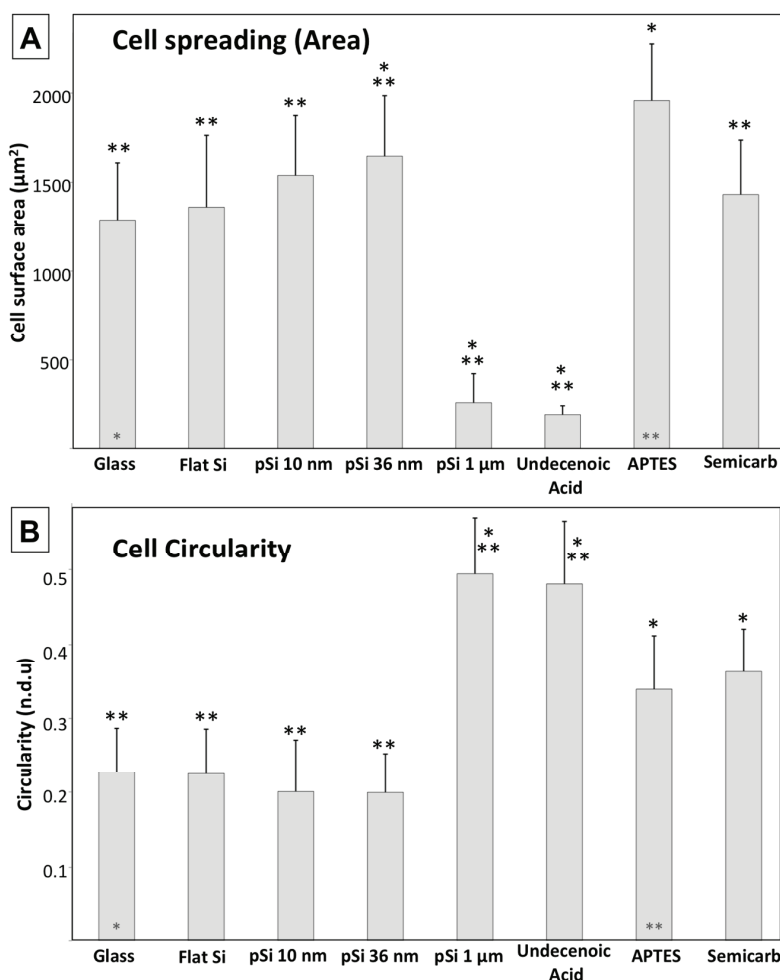 A
Cell spreading (Area)
Cell surface area (μm²)
2000
1500
1000
500
**
**
**
*
**
*
**
*
**
*
**
*
**
Glass
Flat Si
pSi 10 nm
pSi 36 nm
pSi 1 μm
Undecenoic
Acid
APTES
Semicarb
B
Cell Circularity
Circularity (n.d.u)
0.5
0.4
0.3
0.2
0.1
**
**
**
**
*
**
*
**
*
*
*
**
Glass
Flat Si
pSi 10 nm
pSi 36 nm
pSi 1 μm
Undecenoic
Acid
APTES
Semicarb